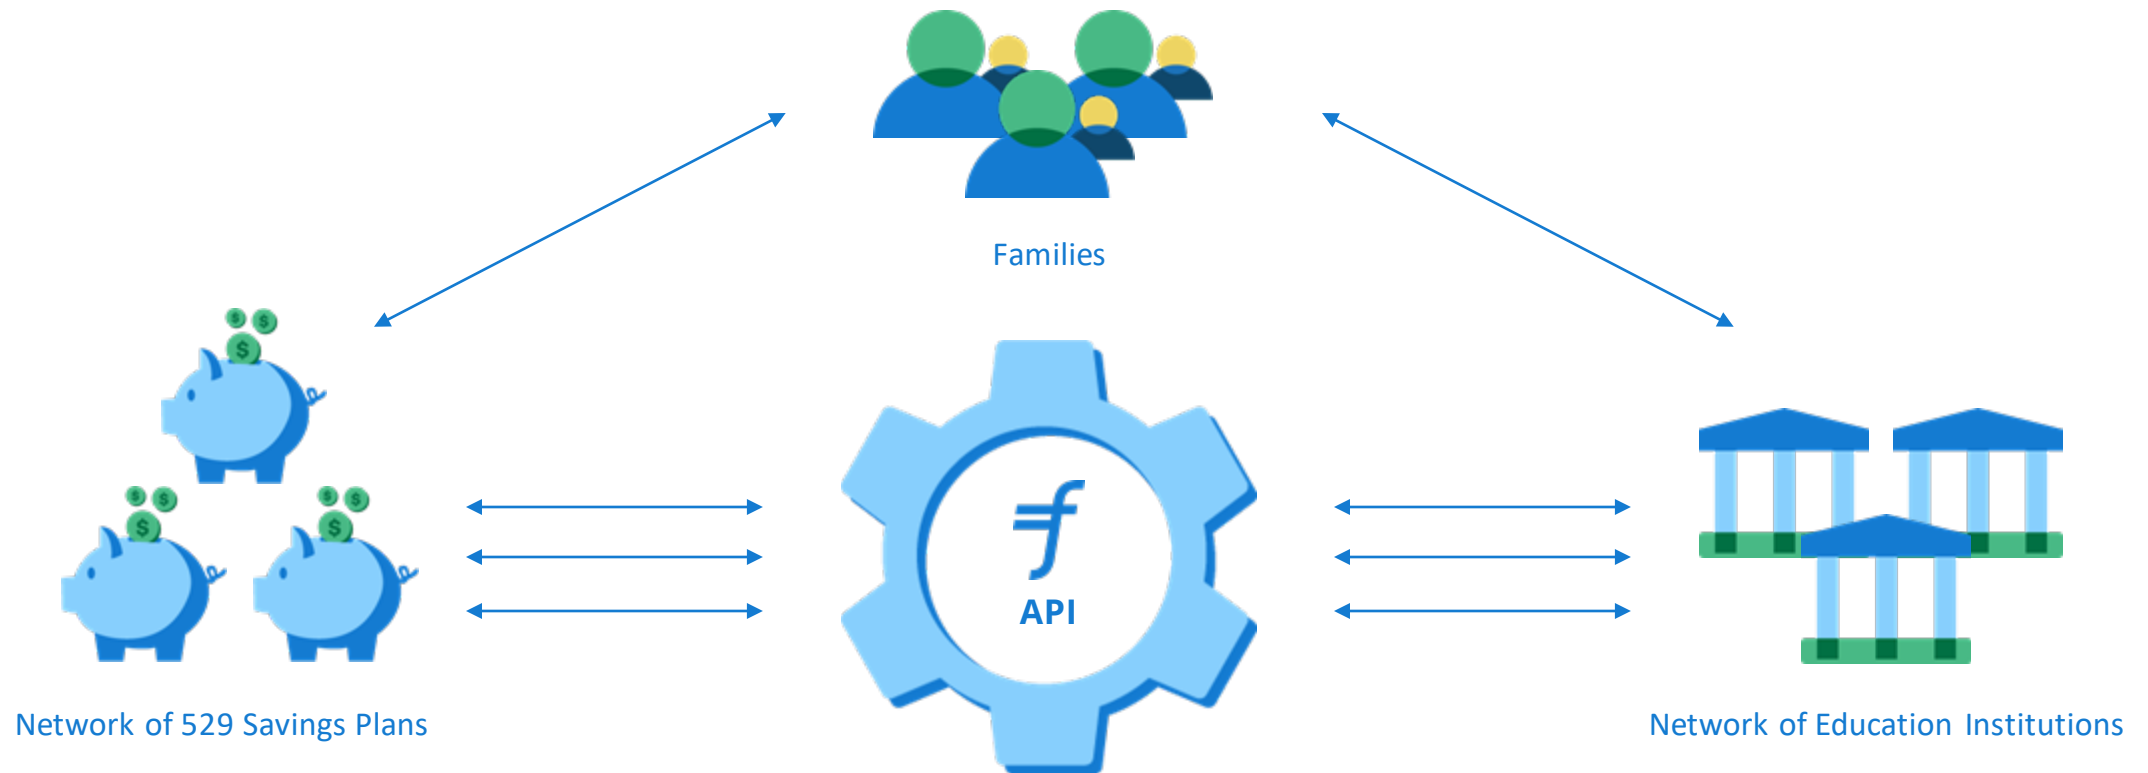 Families
$ $
$
$ $
$
$ $
$
API
Network of 529 Savings Plans
Network of Education Institutions